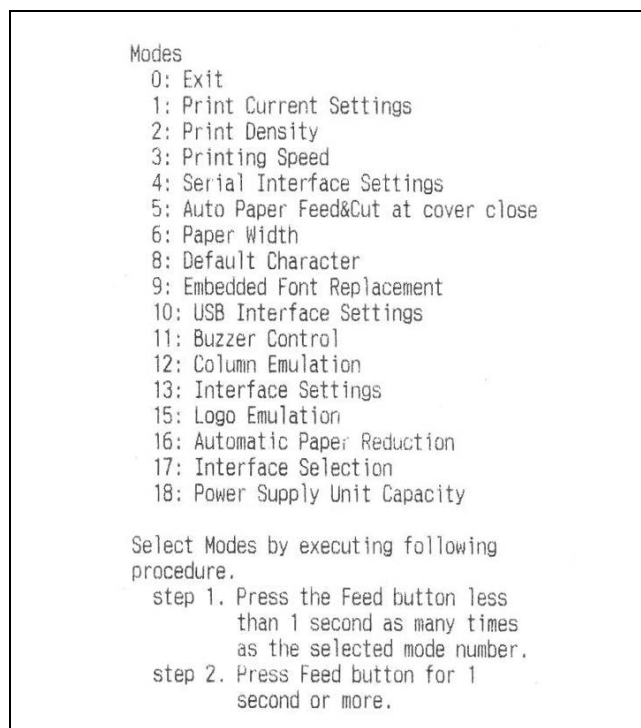 Modes
0: Exit
1: Print Current Settings
2: Print Density
3: Printing Speed
4: Serial Interface Settings
5: Auto Paper Feed&Cut at cover close
6: Paper Width
8: Default Character
9: Embedded Font Replacement
10: USB Interface Settings
11: Buzzer Control
12: Column Emulation
13: Interface Settings
15: Logo Emulation
16: Automatic Paper Reduction
17: Interface Selection
18: Power Supply Unit Capacity
Select Modes by executing following
procedure.
step 1. Press the Feed button less
than 1 second as many times
as the selected mode number.
step 2. Press Feed button for 1
second or more.